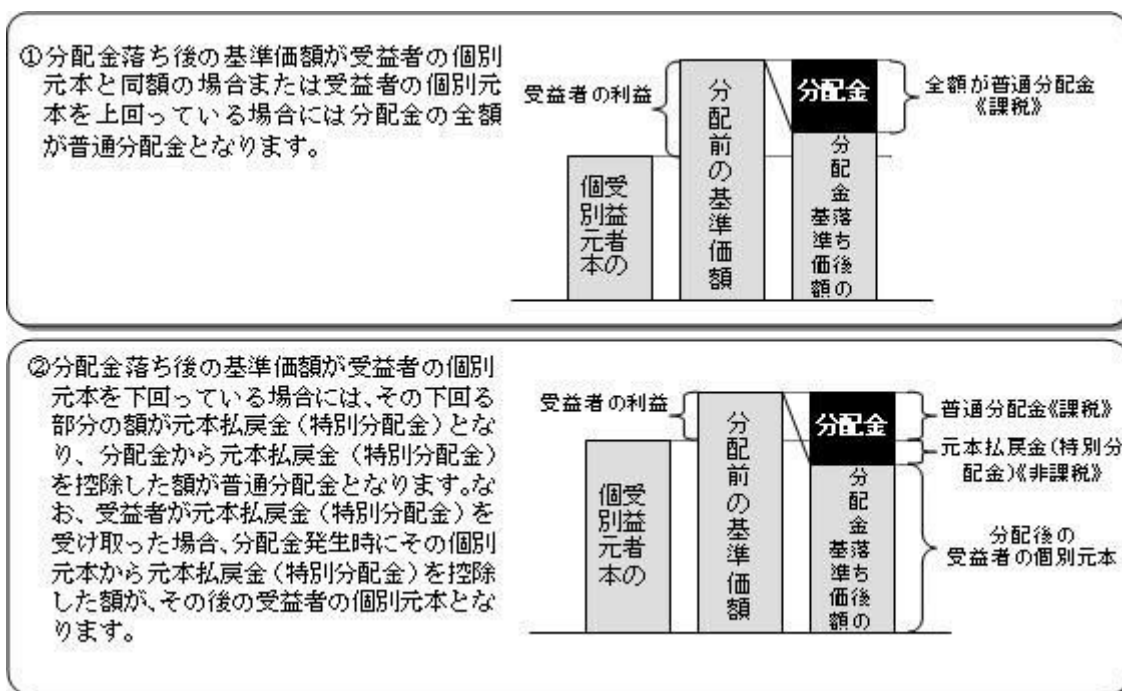 ①分配金落ち後の基準価額が受益者の個別
元本と同額の場合または受益者の個別元
本を上回っている場合には分配金の全額
が普通分配金となります。
受益者の利益
受益者の
個別元本
分配前の基準価額
分配金
分配金
落ち後の
基準価額
全額が普通分配金
《課税》
②分配金落ち後の基準価額が受益者の個別
元本を下回っている場合には、その下回る
部分の額が元本払戻金(特別分配金)とな
り、分配金から元本払戻金(特別分配金)
を控除した額が普通分配金となります。な
お、受益者が元本払戻金(特別分配金)を
受け取った場合、分配金発生時にその個別
元本から元本払戻金(特別分配金)を控除
した額が、その後の受益者の個別元本とな
ります。
受益者の利益
受益者の
個別元本
分配前の基準価額
分配金
分配金
落ち後の
基準価額
普通分配金《課税》
元本払戻金(特別分
配金)《非課税》
分配後の
受益者の個別元本